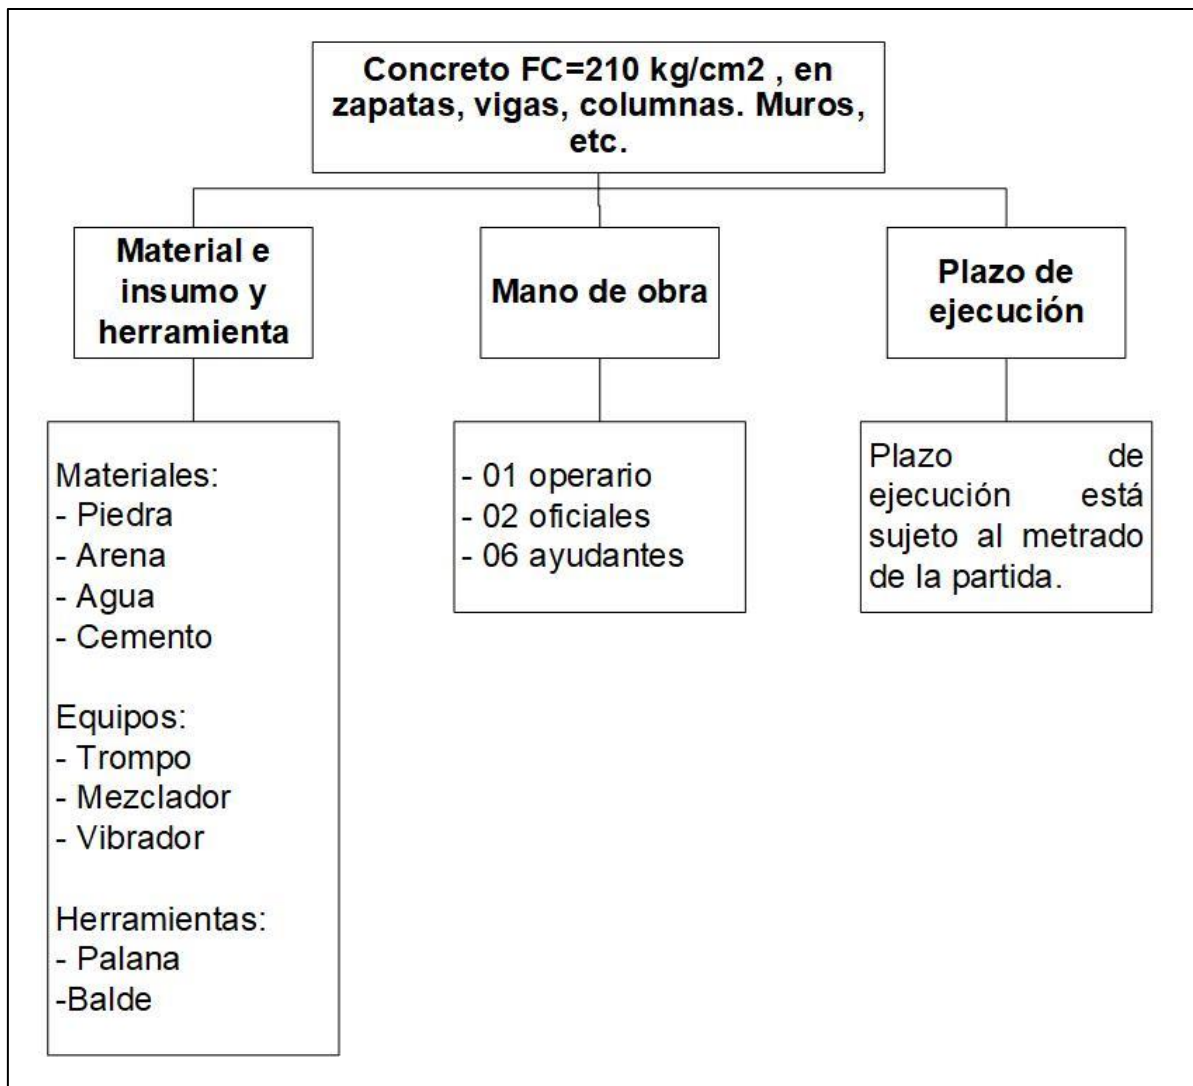 Concreto FC=210 kg/cm2 , en
zapatas, vigas, columnas. Muros,
etc.
Material e
insumo y
herramienta
Mano de obra
Plazo de
ejecución
Materiales:
- Piedra
- Arena
- Agua
- Cemento
Equipos:
- Trompo
- Mezclador
- Vibrador
Herramientas:
- Palana
-Balde
- 01 operario
- 02 oficiales
- 06 ayudantes
Plazo de
ejecución está
sujeto al metrado
de la partida.